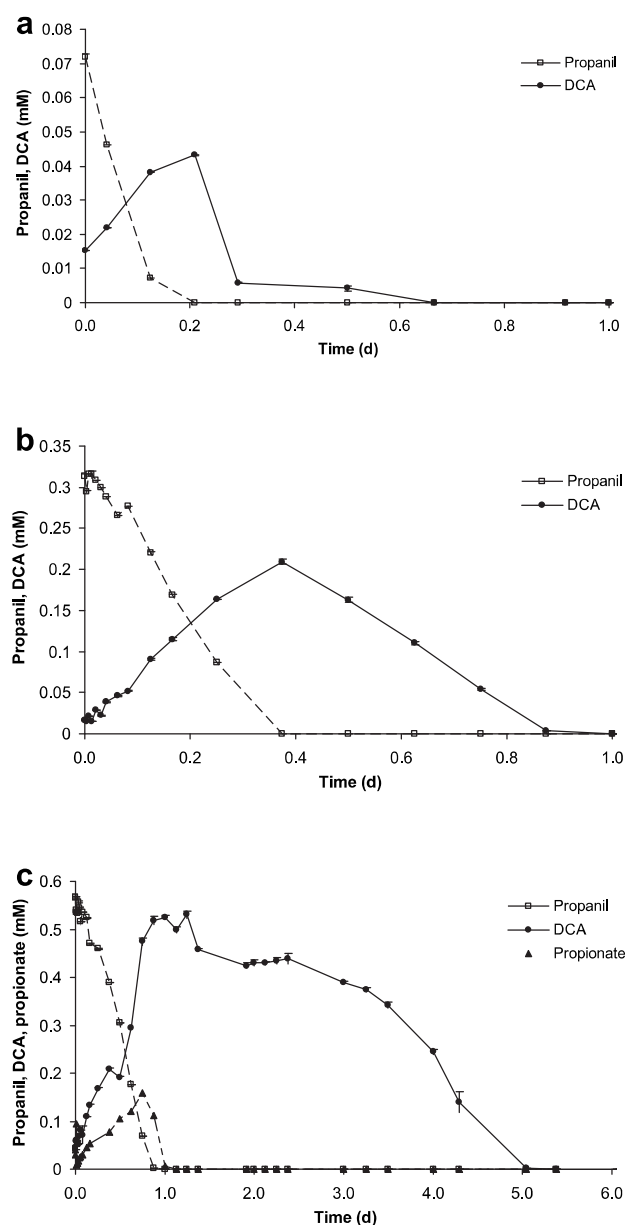 a
0.08
0.07
0.06
0.05
0.04
0.03
0.02
0.01
0
Propanil, DCA (mM)
Propanil
DCA
0.0 0.2 0.4 0.6 0.8 1.0
Time (d)
b
0.35
0.3
0.25
0.2
0.15
0.1
0.05
0
Propanil, DCA (mM)
Propanil
DCA
0.0 0.2 0.4 0.6 0.8 1.0
Time (d)
c
0.6
0.5
0.4
0.3
0.2
0.1
0
Propanil, DCA, propionate (mM)
Propanil
DCA
Propionate
0.0 1.0 2.0 3.0 4.0 5.0 6.0
Time (d)